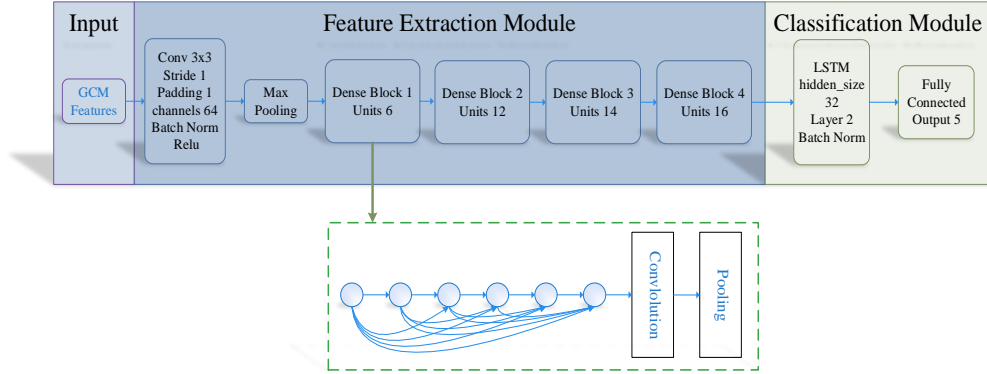 Input
Feature Extraction Module
Classification Module
GCM
Features
Conv 3x3
Stride 1
Padding 1
channels 64
Batch Norm
Relu
Max
Pooling
Dense Block 1
Units 6
Dense Block 2
Units 12
Dense Block 3
Units 14
Dense Block 4
Units 16
LSTM
hidden_size
32
Layer 2
Batch Norm
Fully
Connected
Output 5
Convlolution
Pooling